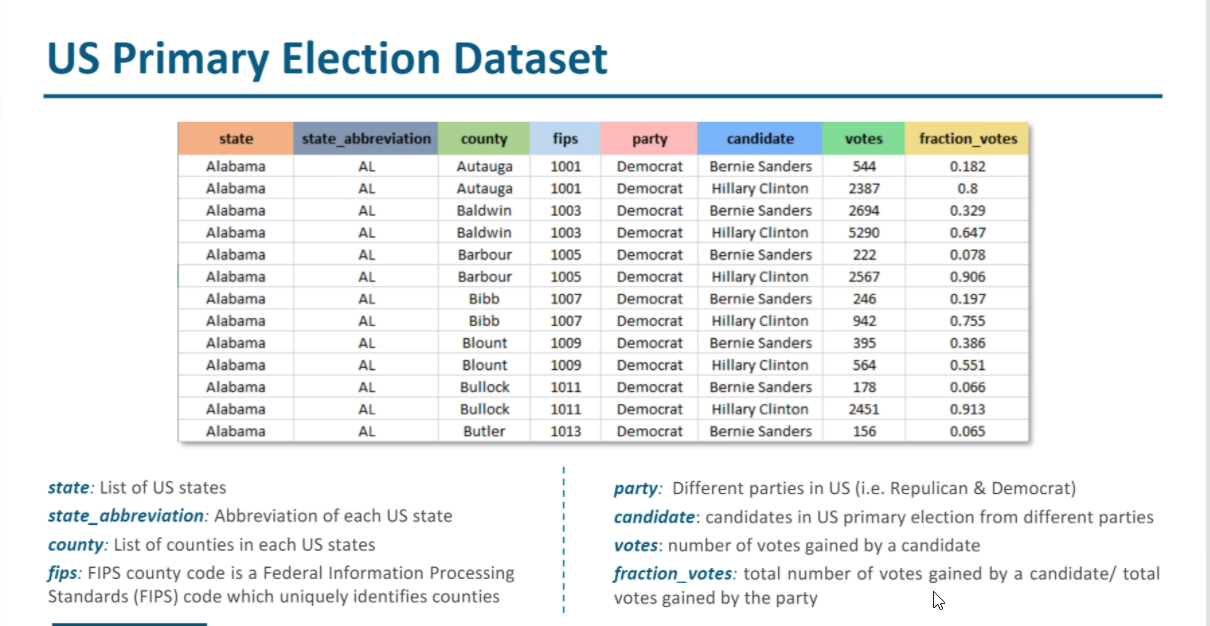 US Primary Election Dataset
state state_abbreviation county fips party candidate votes fraction_votes
Alabama AL Autauga 1001 Democrat Bernie Sanders 544 0.182
Alabama AL Autauga 1001 Democrat Hillary Clinton 2387 0.8
Alabama AL Baldwin 1003 Democrat Bernie Sanders 2694 0.329
Alabama AL Baldwin 1003 Democrat Hillary Clinton 5290 0.647
Alabama AL Barbour 1005 Democrat Bernie Sanders 222 0.078
Alabama AL Barbour 1005 Democrat Hillary Clinton 2567 0.906
Alabama AL Bibb 1007 Democrat Bernie Sanders 246 0.197
Alabama AL Bibb 1007 Democrat Hillary Clinton 942 0.755
Alabama AL Blount 1009 Democrat Bernie Sanders 395 0.386
Alabama AL Blount 1009 Democrat Hillary Clinton 564 0.551
Alabama AL Bullock 1011 Democrat Bernie Sanders 178 0.066
Alabama AL Bullock 1011 Democrat Hillary Clinton 2451 0.913
Alabama AL Butler 1013 Democrat Bernie Sanders 156 0.065
state: List of US states
state_abbreviation: Abbreviation of each US state
county: List of counties in each US states
fips: FIPS county code is a Federal Information Processing
Standards (FIPS) code which uniquely identifies counties
party: Different parties in US (i.e. Repulican & Democrat)
candidate: candidates in US primary election from different parties
votes: number of votes gained by a candidate
fraction_votes: total number of votes gained by a candidate/ total
votes gained by the party